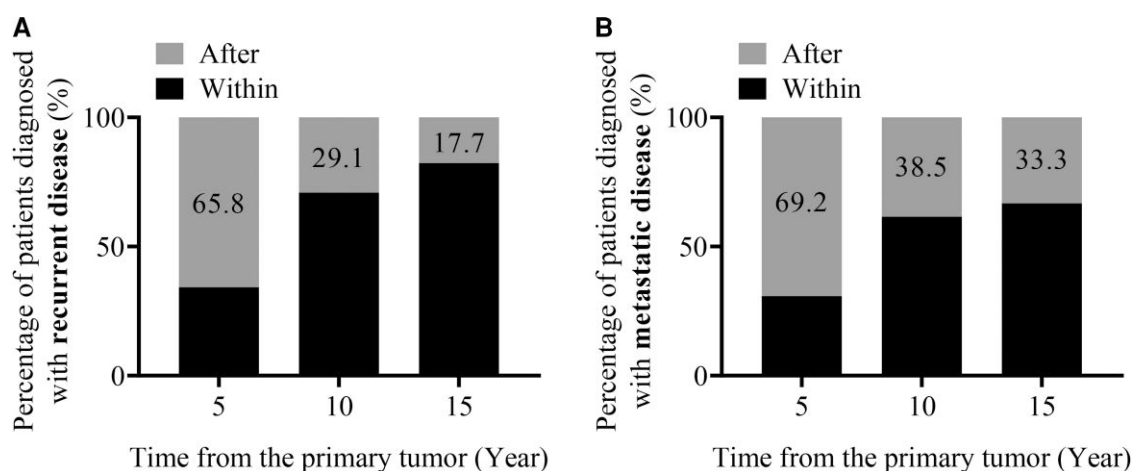 A
After
Within
Percentage of patients diagnosed
with recurrent disease (%)
100
50
0
65.8
29.1
17.7
5
10
15
Time from the primary tumor (Year)
B
After
Within
Percentage of patients diagnosed
with metastatic disease (%)
100
50
0
69.2
38.5
33.3
5
10
15
Time from the primary tumor (Year)